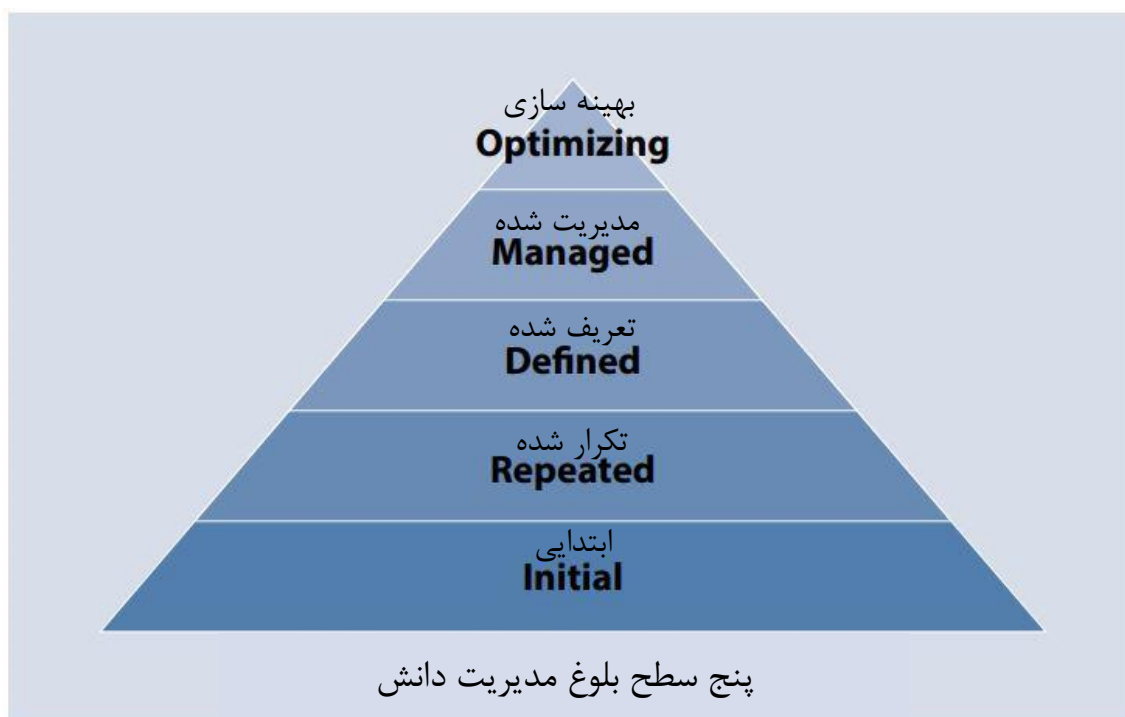 بهینه سازی
Optimizing
مدیریت شده
Managed
تعریف شده
Defined
تکرار شده
Repeated
ابتدایی
Initial
پنج سطح بلوغ مدیریت دانش